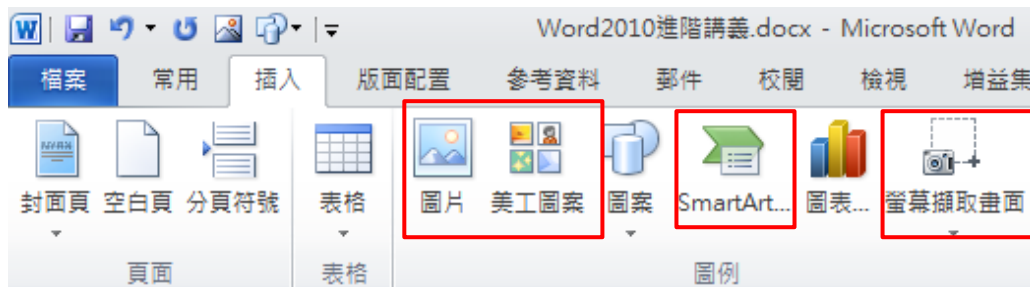 Word2010進階講義.docx - Microsoft Word
檔案 常用 插入 版面配置 參考資料 郵件 校閱 檢視 增益集
封面頁 空白頁 分頁符號 表格 圖片 美工圖案 圖案 SmartArt... 圖表... 螢幕擷取畫面
頁面 表格 圖例